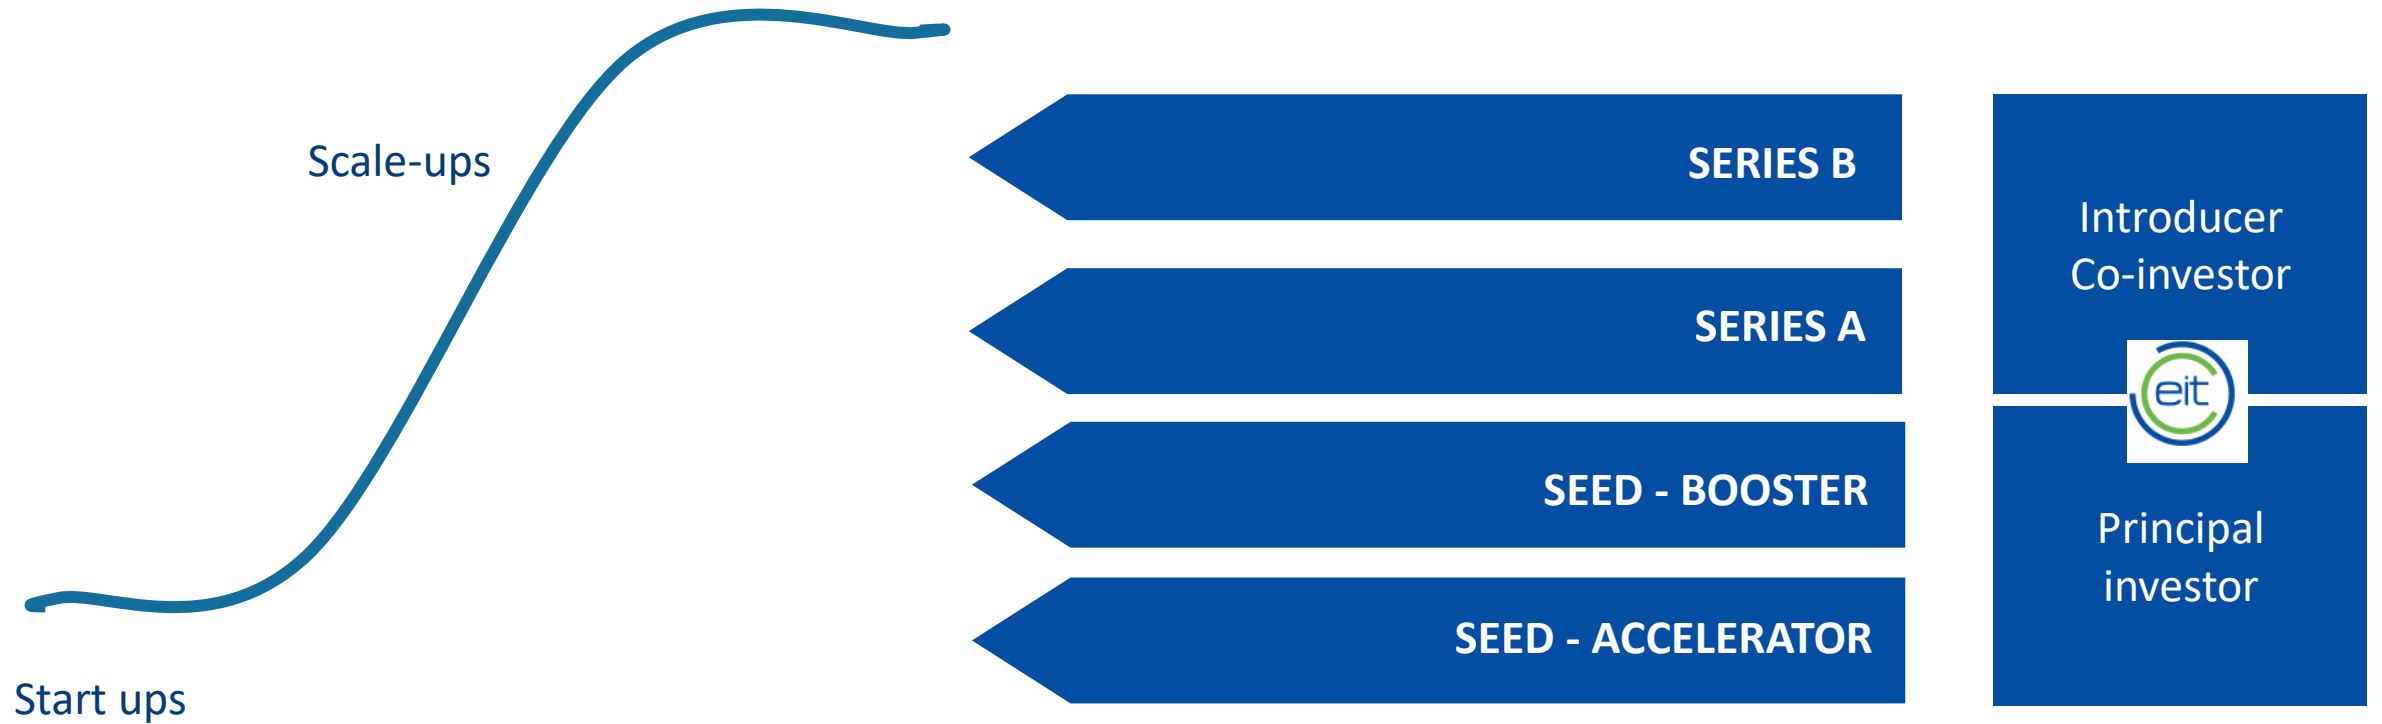 Scale-ups
Start ups
SERIES B
SERIES A
SEED - BOOSTER
SEED - ACCELERATOR
Introducer
Co-investor
eit
Principal
investor